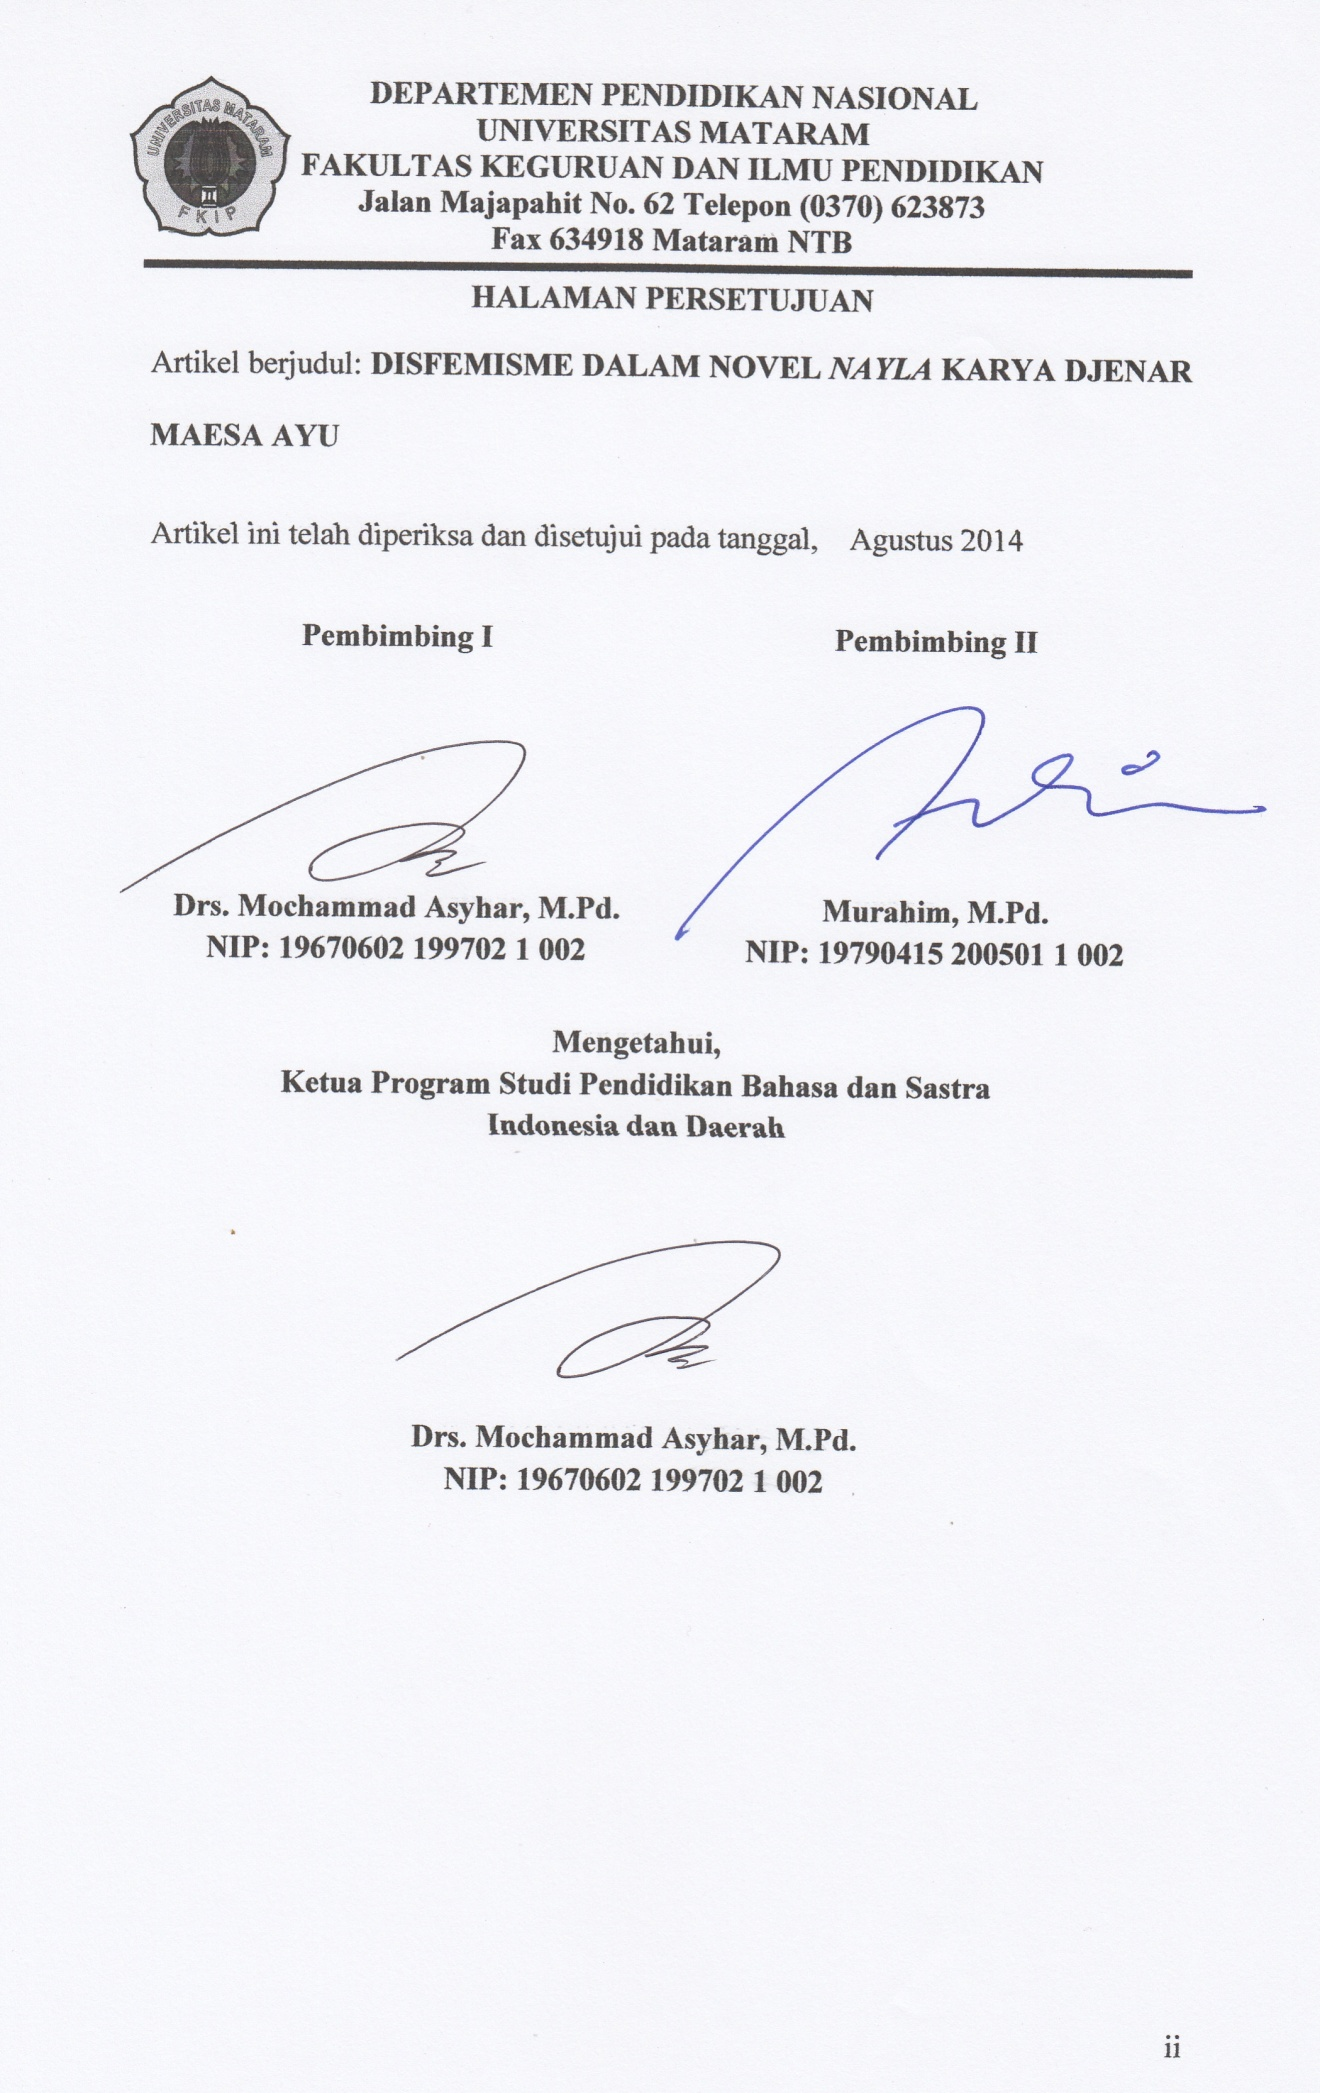 UNIVERSITAS MATARAM
FKIP
DEPARTEMEN PENDIDIKAN NASIONAL
UNIVERSITAS MATARAM
FAKULTAS KEGURUAN DAN ILMU PENDIDIKAN
Jalan Majapahit No. 62 Telepon (0370) 623873
Fax 634918 Mataram NTB
HALAMAN PERSETUJUAN
Artikel berjudul: DISFEMISME DALAM NOVEL NAYLA KARYA DJENAR
MAESA AYU
Artikel ini telah diperiksa dan disetujui pada tanggal, Agustus 2014
Pembimbing I
Drs. Mochammad Asyhar, M.Pd.
NIP: 19670602 199702 1 002
Pembimbing II
Murahim, M.Pd.
NIP: 19790415 200501 1 002
Mengetahui,
Ketua Program Studi Pendidikan Bahasa dan Sastra
Indonesia dan Daerah
Drs. Mochammad Asyhar, M.Pd.
NIP: 19670602 199702 1 002
ii